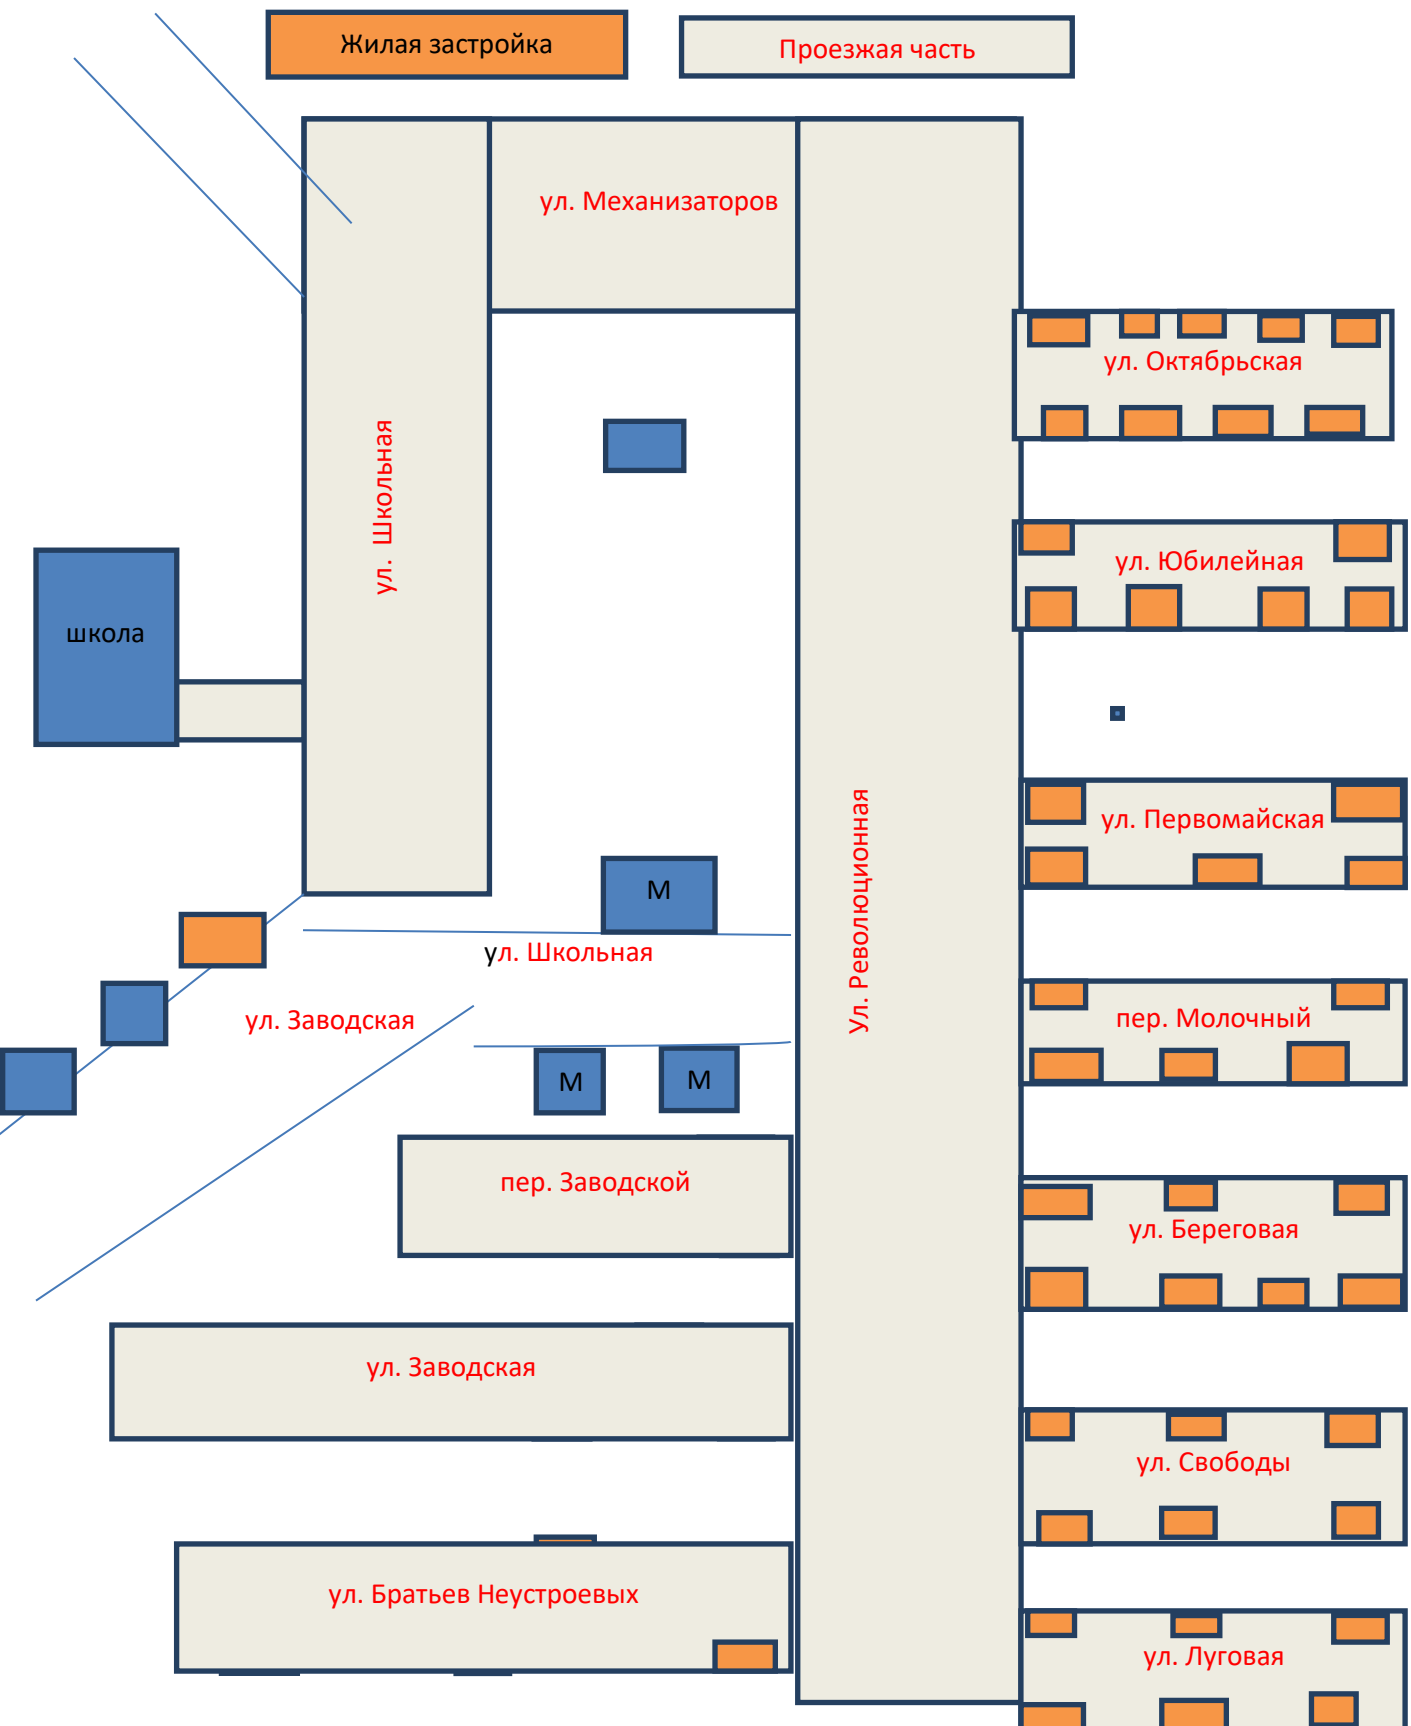 Жилая застройка
Проезжая часть
ул. Механизаторов
ул. Октябрьская
ул. Школьная
ул. Юбилейная
школа
ул. Первомайская
Ул. Революционная
М
ул. Школьная
ул. Заводская
пер. Молочный
М
М
пер. Заводской
ул. Береговая
ул. Заводская
ул. Свободы
ул. Братьев Неустроевых
ул. Луговая